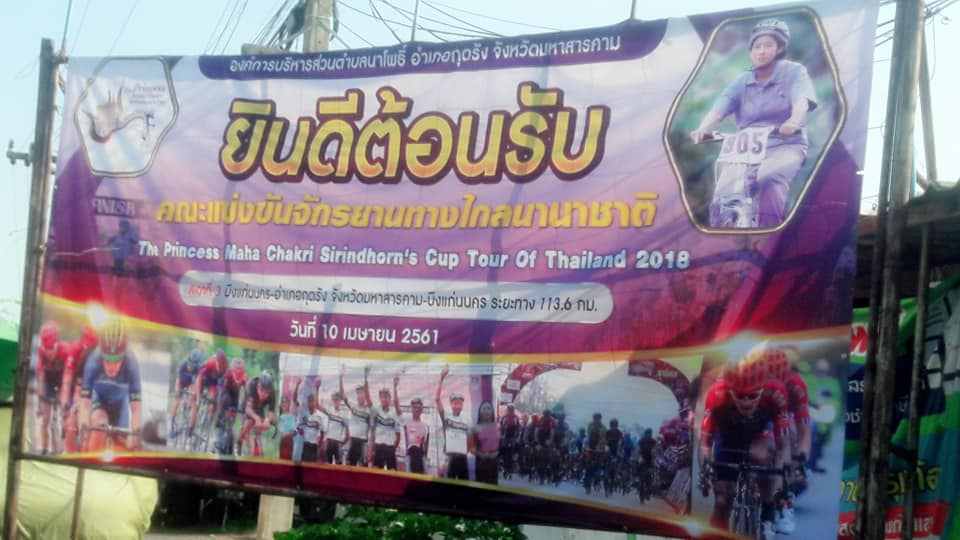 องค์การบริหารส่วนตำบลนาโพธิ์ อำเภอกุดรัง จังหวัดมหาสารคาม
ยินดีต้อนรับ
คณะแข่งขันจักรยานทางไกลนานาชาติ
The Princess Maha Chakri Sirindhorn's Cup Tour Of Thailand 2018
สเตจที่ 3 บึงแก่นนคร-อำเภอกุดรัง จังหวัดมหาสารคาม-บึงแก่นนคร ระยะทาง 113.6 กม.
วันที่ 10 เมษายน 2561
305